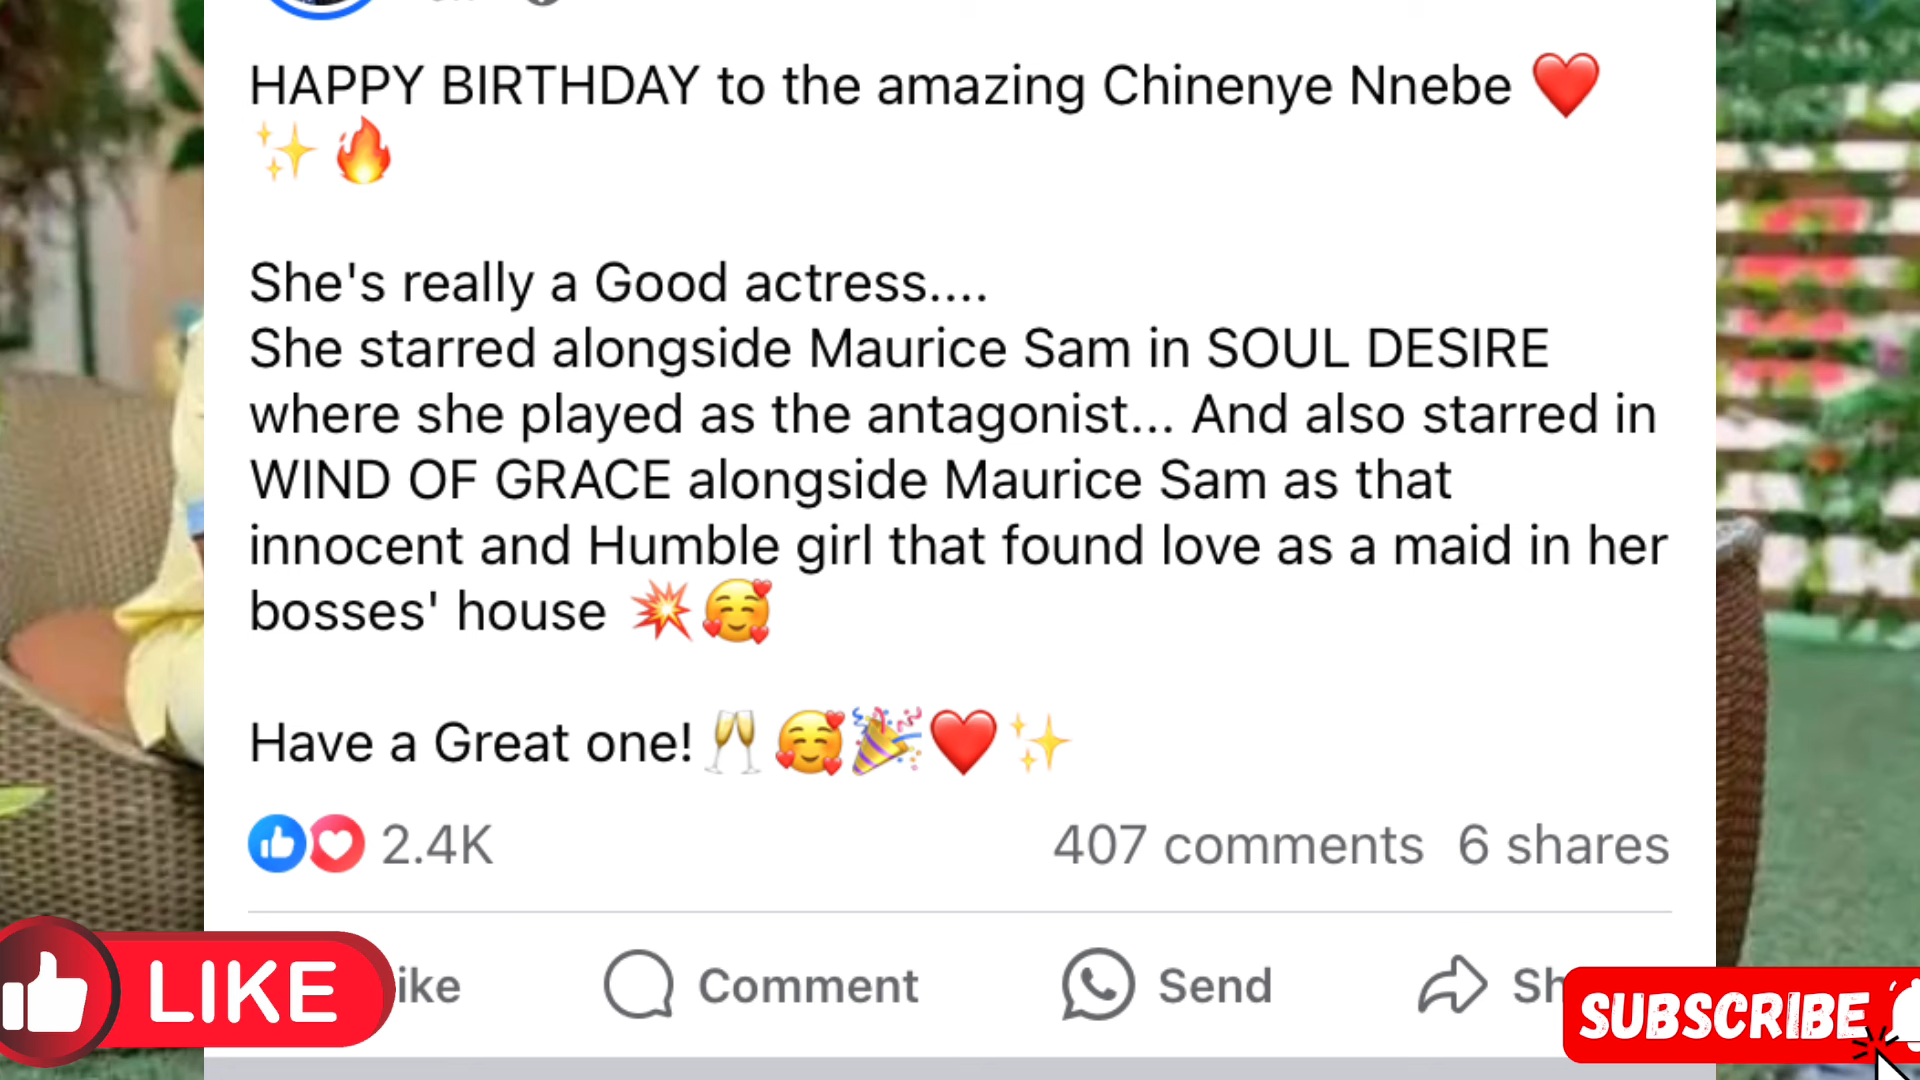 HAPPY BIRTHDAY to the amazing Chinenye Nnebe ❤️
✨🔥
She's really a Good actress....
She starred alongside Maurice Sam in SOUL DESIRE
where she played as the antagonist... And also starred in
WIND OF GRACE alongside Maurice Sam as that
innocent and Humble girl that found love as a maid in her
bosses' house 💥🥰
Have a Great one! 🥂🥰🎉❤️✨
2.4K 407 comments 6 shares
LIKE ike Comment Send Sh
SUBSCRIBE